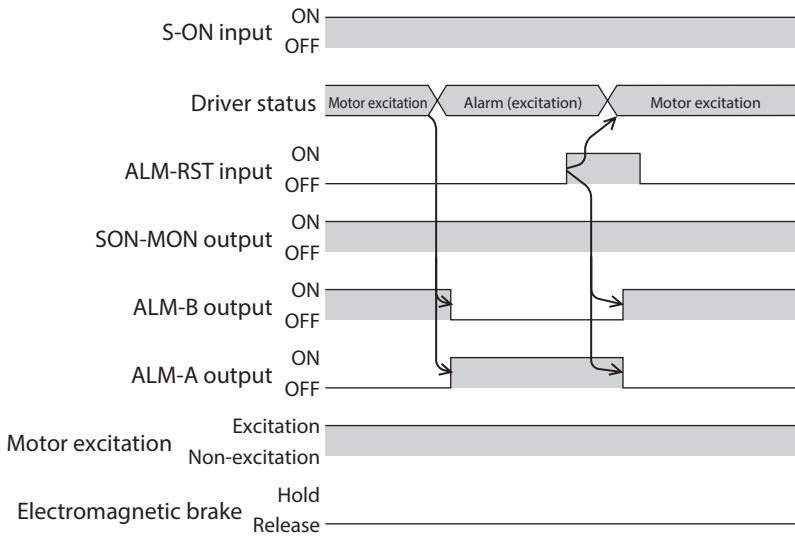 S-ON input ON
OFF
Driver status Motor excitation Alarm (excitation) Motor excitation
ALM-RST input ON
OFF
SON-MON output ON
OFF
ALM-B output ON
OFF
ALM-A output ON
OFF
Motor excitation Excitation
Non-excitation
Electromagnetic brake Hold
Release